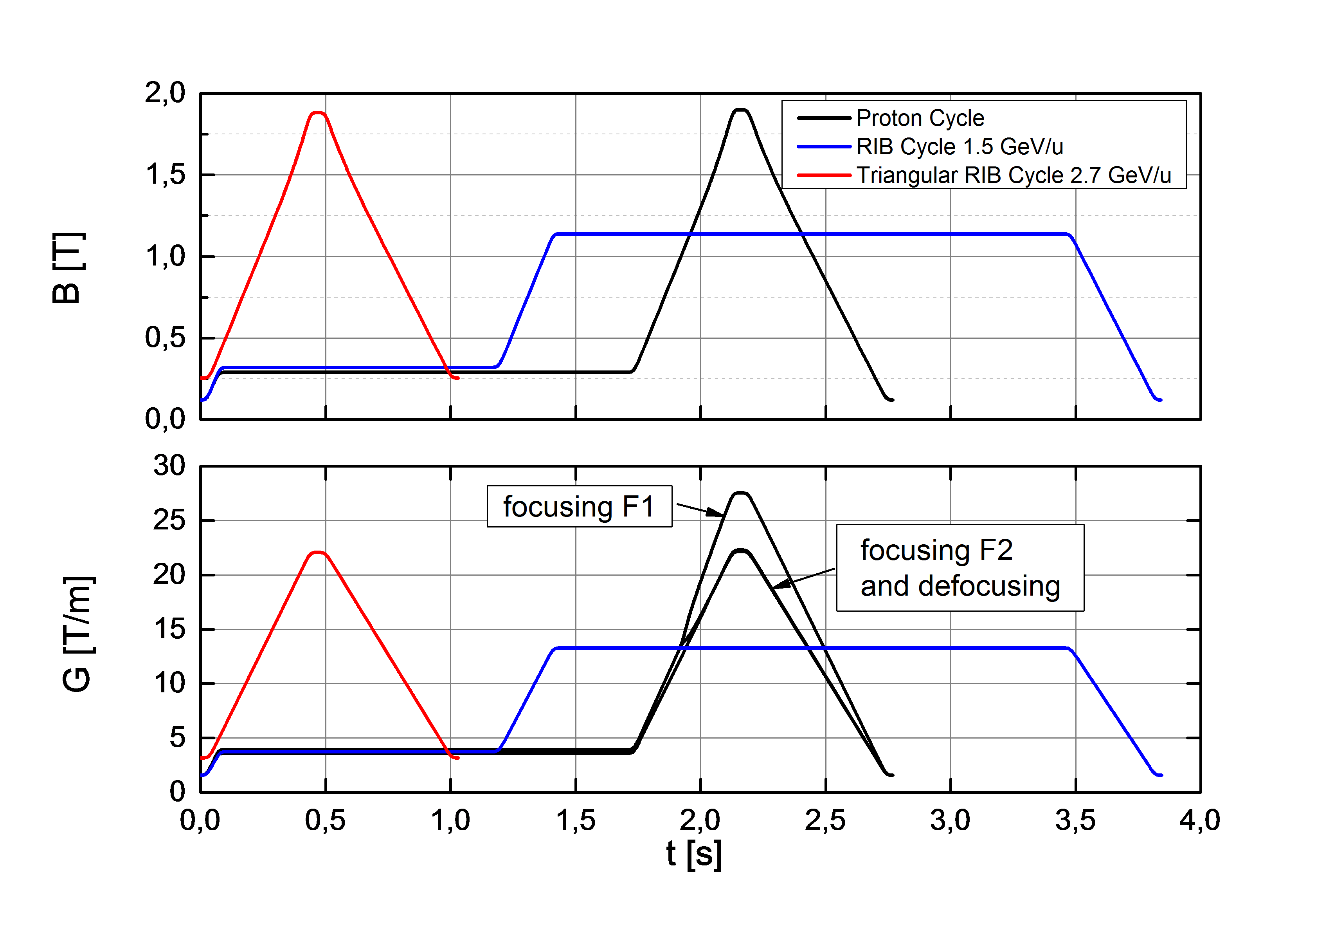 2,0
1,5
1,0
0,5
0,0
B [T]
Proton Cycle
RIB Cycle 1.5 GeV/u
Triangular RIB Cycle 2.7 GeV/u
30
25
20
15
10
5
0
G [T/m]
focusing F1
focusing F2
and defocusing
0,0 0,5 1,0 1,5 2,0 2,5 3,0 3,5 4,0
t [s]